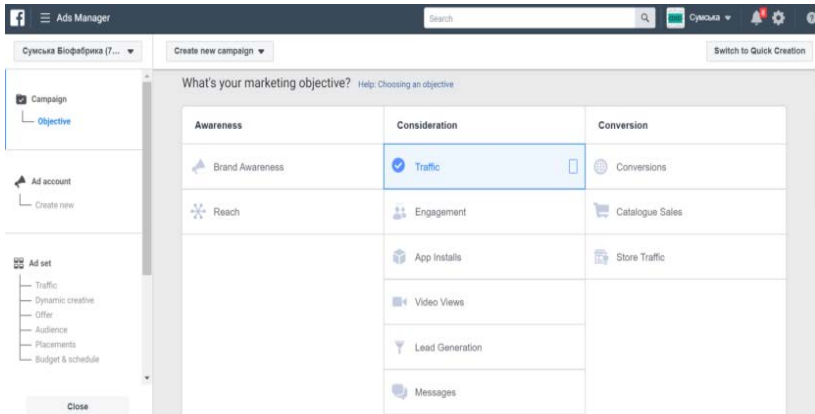 Ads Manager
Search
Сумська
Сумська Біофабрика (7...
Create new campaign
Switch to Quick Creation
Campaign
Objective
Ad account
Create new
Ad set
Traffic
Dynamic creative
Offer
Audience
Placements
Budget & schedule
Close
What's your marketing objective? Help: Choosing an objective
Awareness
Consideration
Conversion
Brand Awareness
Traffic
Conversions
Reach
Engagement
Catalogue Sales
App Installs
Store Traffic
Video Views
Lead Generation
Messages